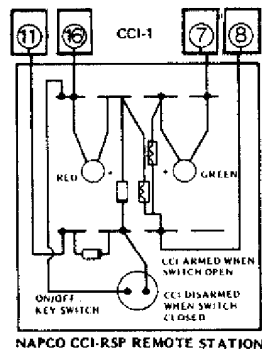 11 16 CCI-1 7 8
RED + + GREEN
CCI ARMED WHEN
SWITCH OPEN
ON/OFF
KEY SWITCH
CCI DISARMED
WHEN SWITCH
CLOSED
NAPCO CCI-RSP REMOTE STATION